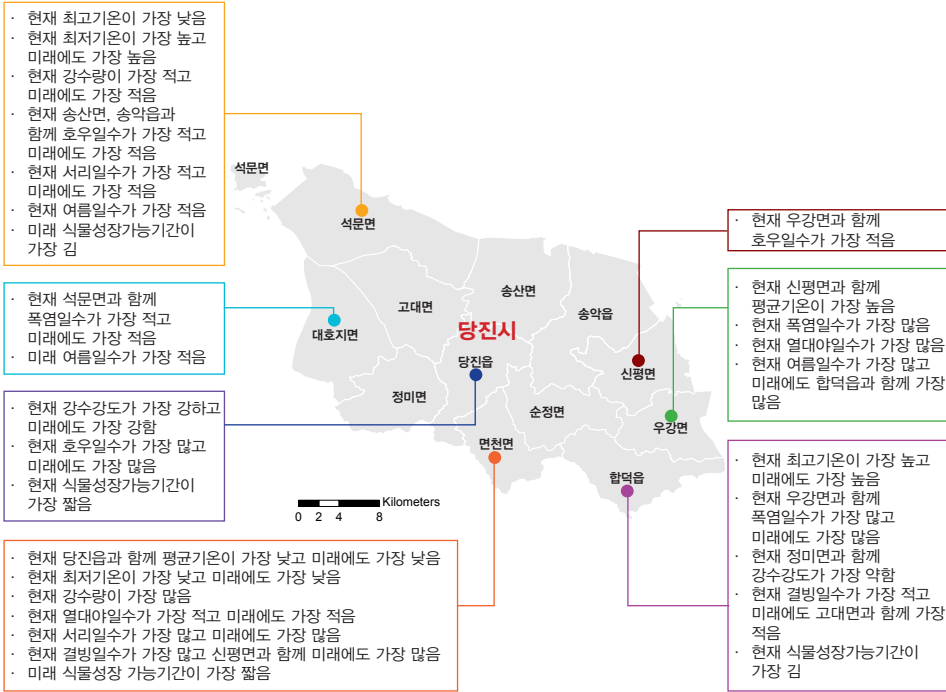 · 현재 최고기온이 가장 낮음
· 현재 최저기온이 가장 높고
미래에도 가장 높음
· 현재 강수량이 가장 적고
미래에도 가장 적음
· 현재 송산면, 송악읍과
함께 호우일수가 가장 적고
미래에도 가장 적음
· 현재 서리일수가 가장 적고
미래에도 가장 적음
· 현재 여름일수가 가장 적음
· 미래 식물성장가능기간이
가장 김
· 현재 석문면과 함께
폭염일수가 가장 적고
미래에도 가장 적음
· 미래 여름일수가 가장 적음
· 현재 강수강도가 가장 강하고
미래에도 가장 강함
· 현재 호우일수가 가장 많고
미래에도 가장 많음
· 현재 식물성장가능기간이
가장 짧음
· 현재 당진읍과 함께 평균기온이 가장 낮고 미래에도 가장 낮음
· 현재 최저기온이 가장 낮고 미래에도 가장 낮음
· 현재 강수량이 가장 많음
· 현재 열대야일수가 가장 적고 미래에도 가장 적음
· 현재 서리일수가 가장 많고 미래에도 가장 많음
· 현재 결빙일수가 가장 많고 신평면과 함께 미래에도 가장 많음
· 미래 식물성장 가능기간이 가장 짧음
석문면
석문면
고대면
송산면
송악읍
대호지면
당진시
당진읍
신평면
정미면
순정면
우강면
면천면
합덕읍
Kilometers
0 2 4 8
· 현재 우강면과 함께
호우일수가 가장 적음
· 현재 신평면과 함께
평균기온이 가장 높음
· 현재 폭염일수가 가장 많음
· 현재 열대야일수가 가장 많음
· 현재 여름일수가 가장 많고
미래에도 합덕읍과 함께 가장
많음
· 현재 최고기온이 가장 높고
미래에도 가장 높음
· 현재 우강면과 함께
폭염일수가 가장 많고
미래에도 가장 많음
· 현재 정미면과 함께
강수강도가 가장 약함
· 현재 결빙일수가 가장 적고
미래에도 고대면과 함께 가장
적음
· 현재 식물성장가능기간이
가장 김